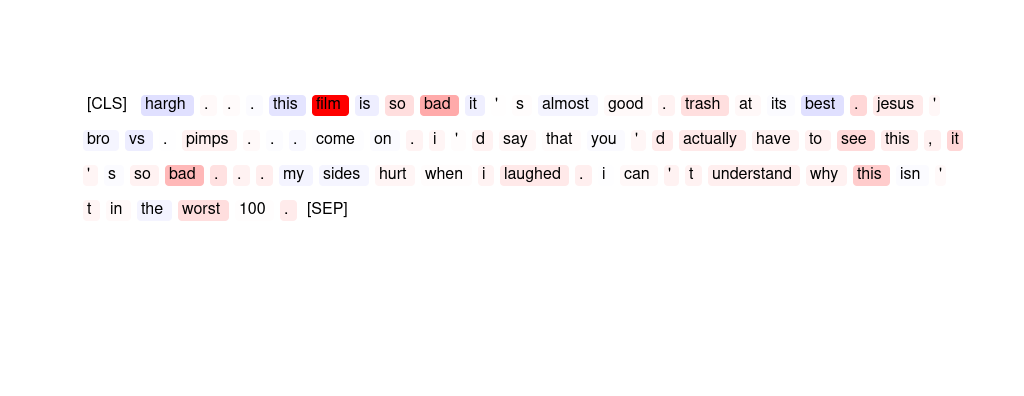 [CLS] hargh . . . this film is so bad it ' s almost good . trash at its best . jesus '
bro vs . pimps . . . come on . i ' d say that you ' d actually have to see this , it
' s so bad . . . my sides hurt when i laughed . i can ' t understand why this isn '
t in the worst 100 . [SEP]